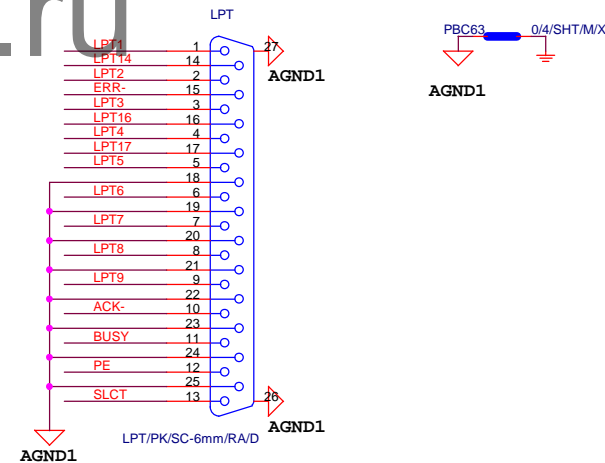 .ru
LPT
PBC63 0/4/SHT/M/X
LPT1 1 27
LPT14 14
LPT2 2 AGND1
ERR- 15
LPT3 3 AGND1
LPT16 16
LPT4 4
LPT17 17
LPT5 5
18
LPT6 6
19
LPT7 7
20
LPT8 8
21
LPT9 9
22
ACK- 10
23
BUSY 11
24
PE 12
25
SLCT 13 26
AGND1
LPT/PK/SC-6mm/RA/D
AGND1